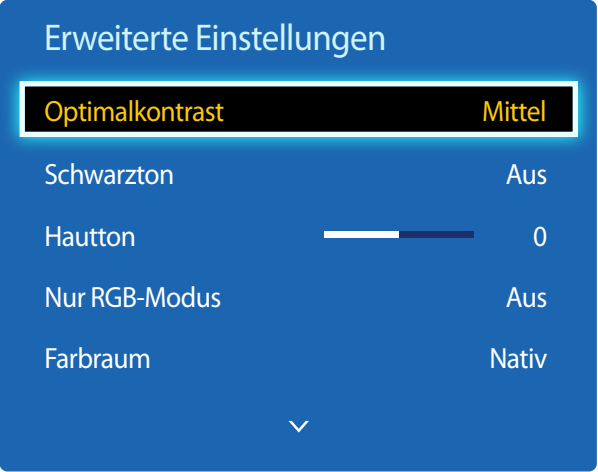 Erweiterte Einstellungen
Optimalkontrast Mittel
Schwarzton Aus
Hautton 0
Nur RGB-Modus Aus
Farbraum Nativ